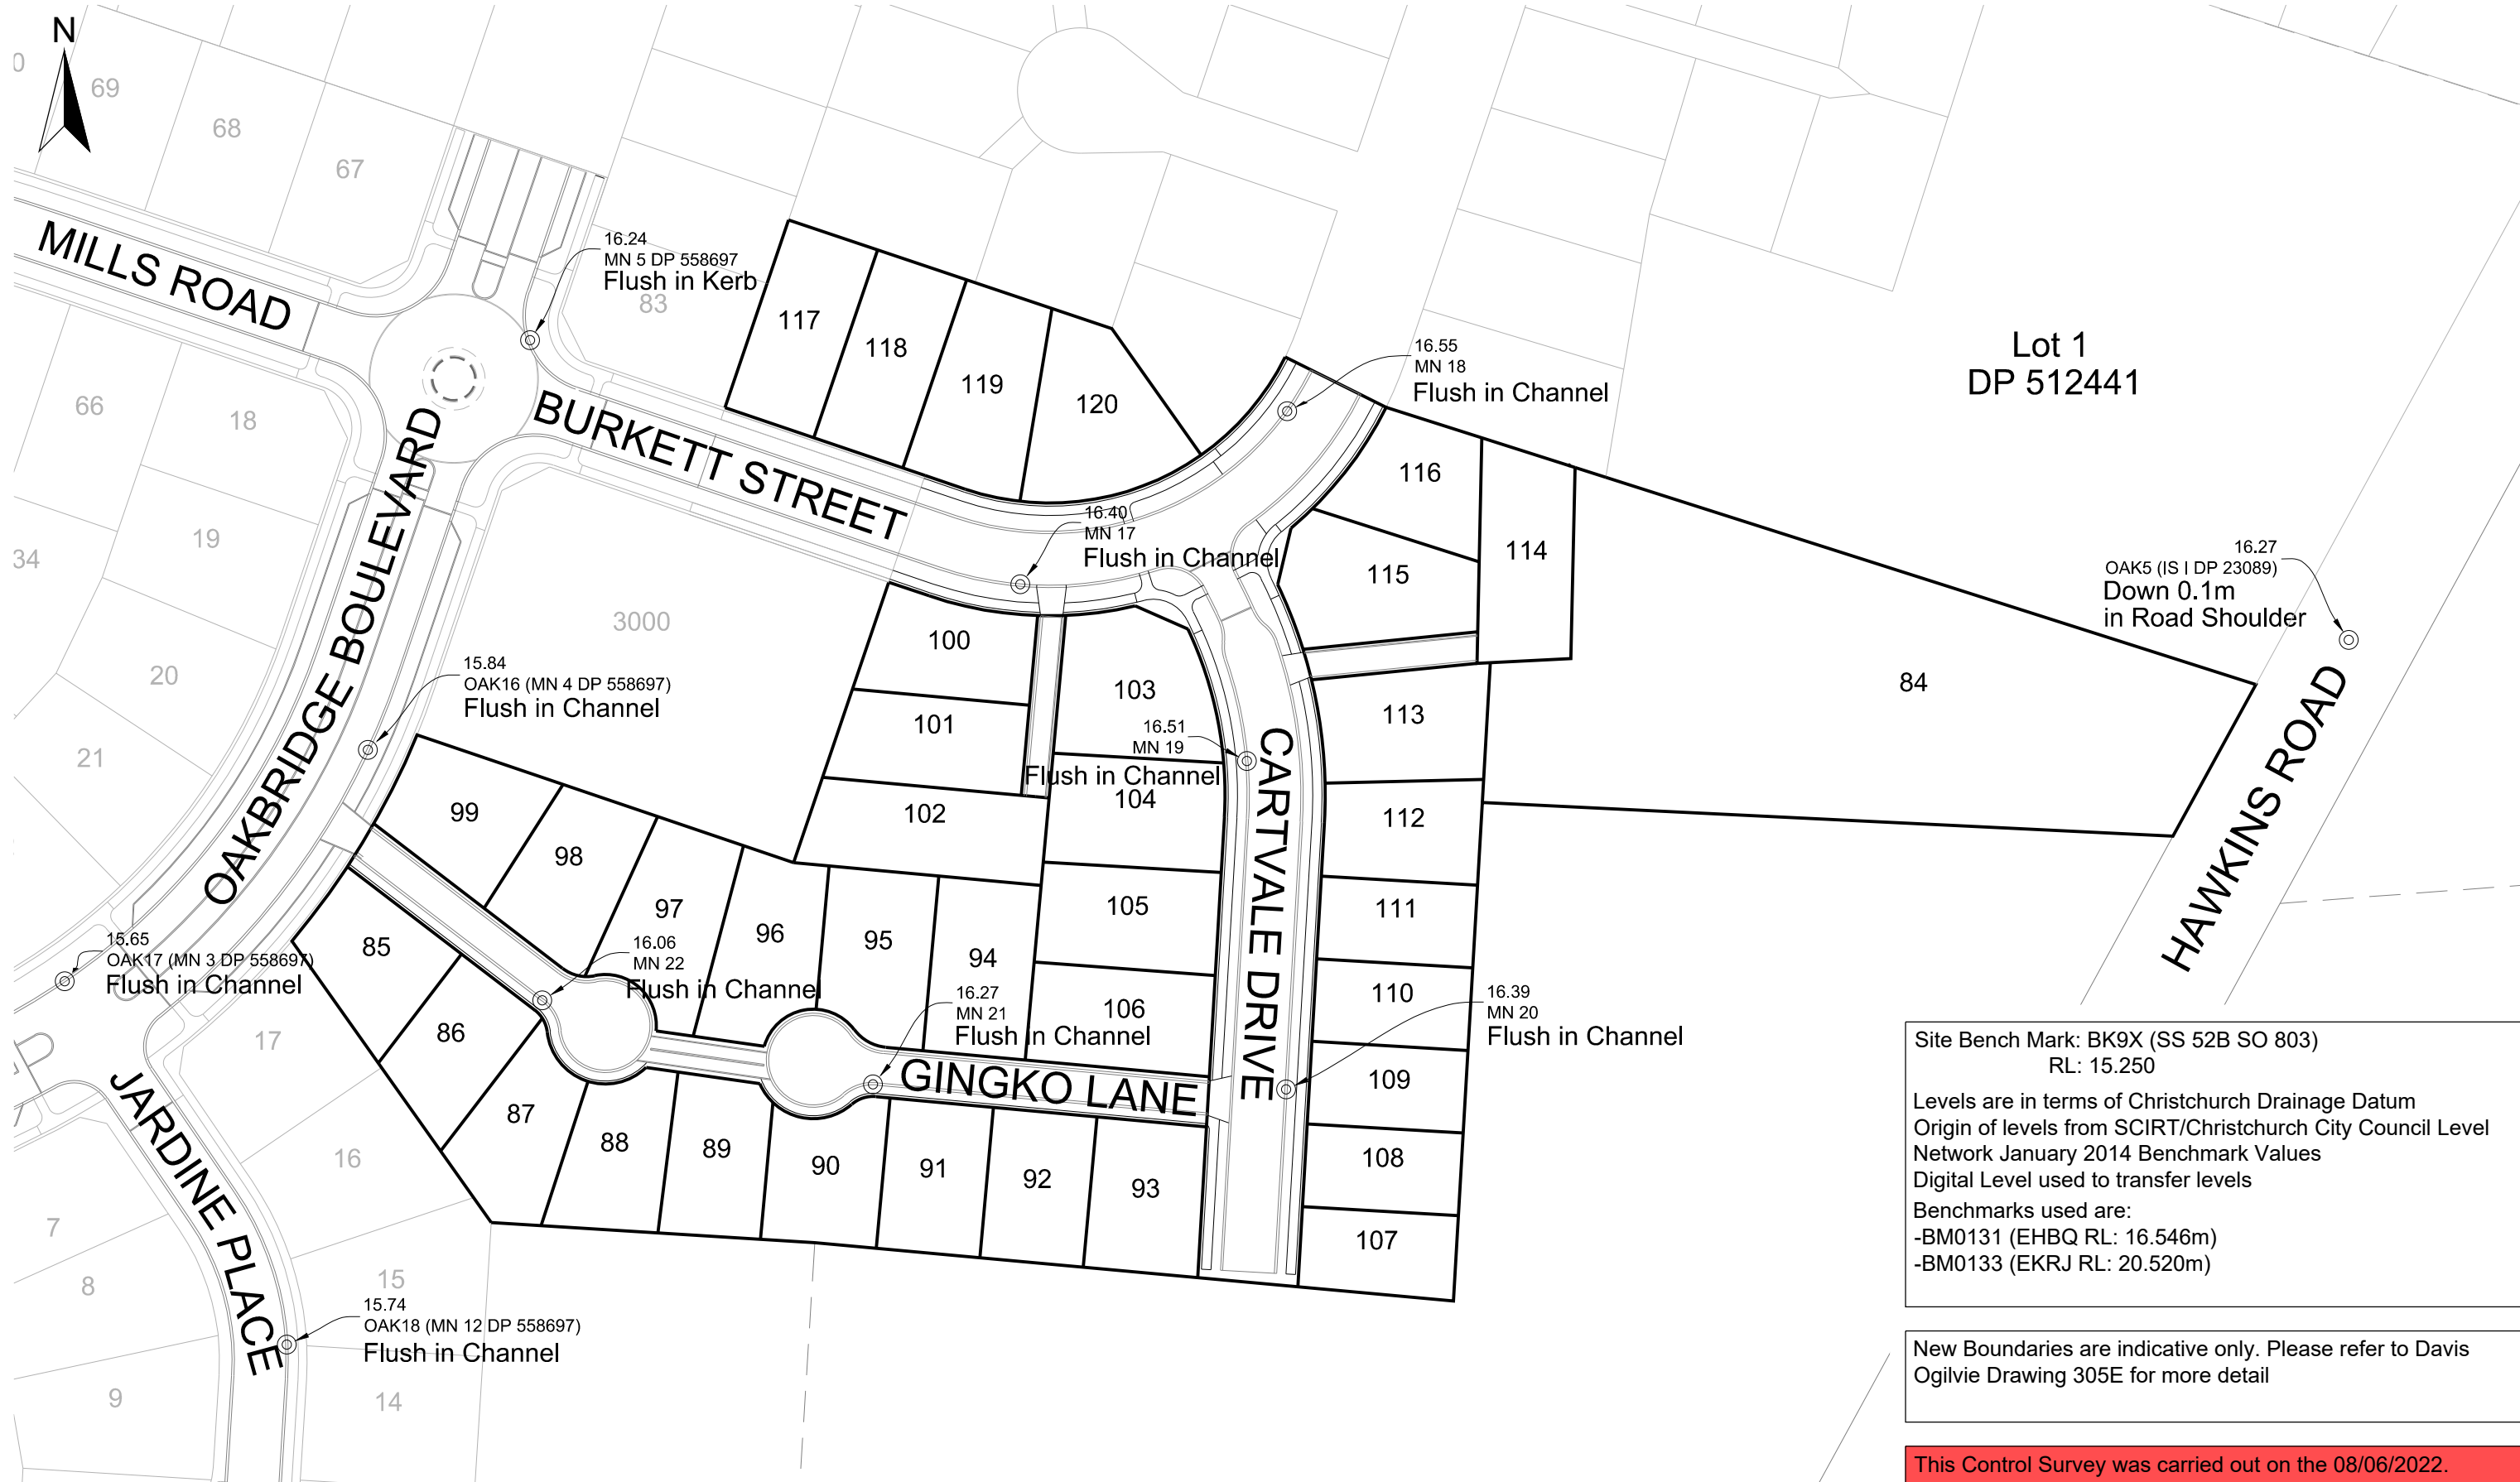 N
0
69
68
67
MILLS ROAD
16.24
MN 5 DP 558697
Flush in Kerb
83
117
118
119
120
16.55
MN 18
Flush in Channel
Lot 1
DP 512441
66
18
BURKETT STREET
116
114
115
16.40
MN 17
Flush in Channel
16.27
OAK5 (IS I DP 23089)
Down 0.1m
in Road Shoulder
34
19
OAKBRIDGE BOULEVARD
3000
100
20
15.84
OAK16 (MN 4 DP 558697)
Flush in Channel
103
84
101
113
16.51
MN 19
Flush in Channel
CARTVALE DRIVE
HAWKINS ROAD
21
99
102
104
112
98
97
96
95
94
105
111
85
15.65
OAK17 (MN 3 DP 558697)
Flush in Channel
16.06
MN 22
Flush in Channel
16.27
MN 21
Flush in Channel
106
110
16.39
MN 20
Flush in Channel
17
86
GINGKO LANE
109
JARDINE PLACE
87
88
89
90
91
92
93
108
16
107
7
8
15
15.74
OAK18 (MN 12 DP 558697)
Flush in Channel
9
14
Site Bench Mark: BK9X (SS 52B SO 803)
RL: 15.250
Levels are in terms of Christchurch Drainage Datum
Origin of levels from SCIRT/Christchurch City Council Level
Network January 2014 Benchmark Values
Digital Level used to transfer levels
Benchmarks used are:
-BM0131 (EHBQ RL: 16.546m)
-BM0133 (EKRJ RL: 20.520m)
New Boundaries are indicative only. Please refer to Davis
Ogilvie Drawing 305E for more detail
This Control Survey was carried out on the 08/06/2022.